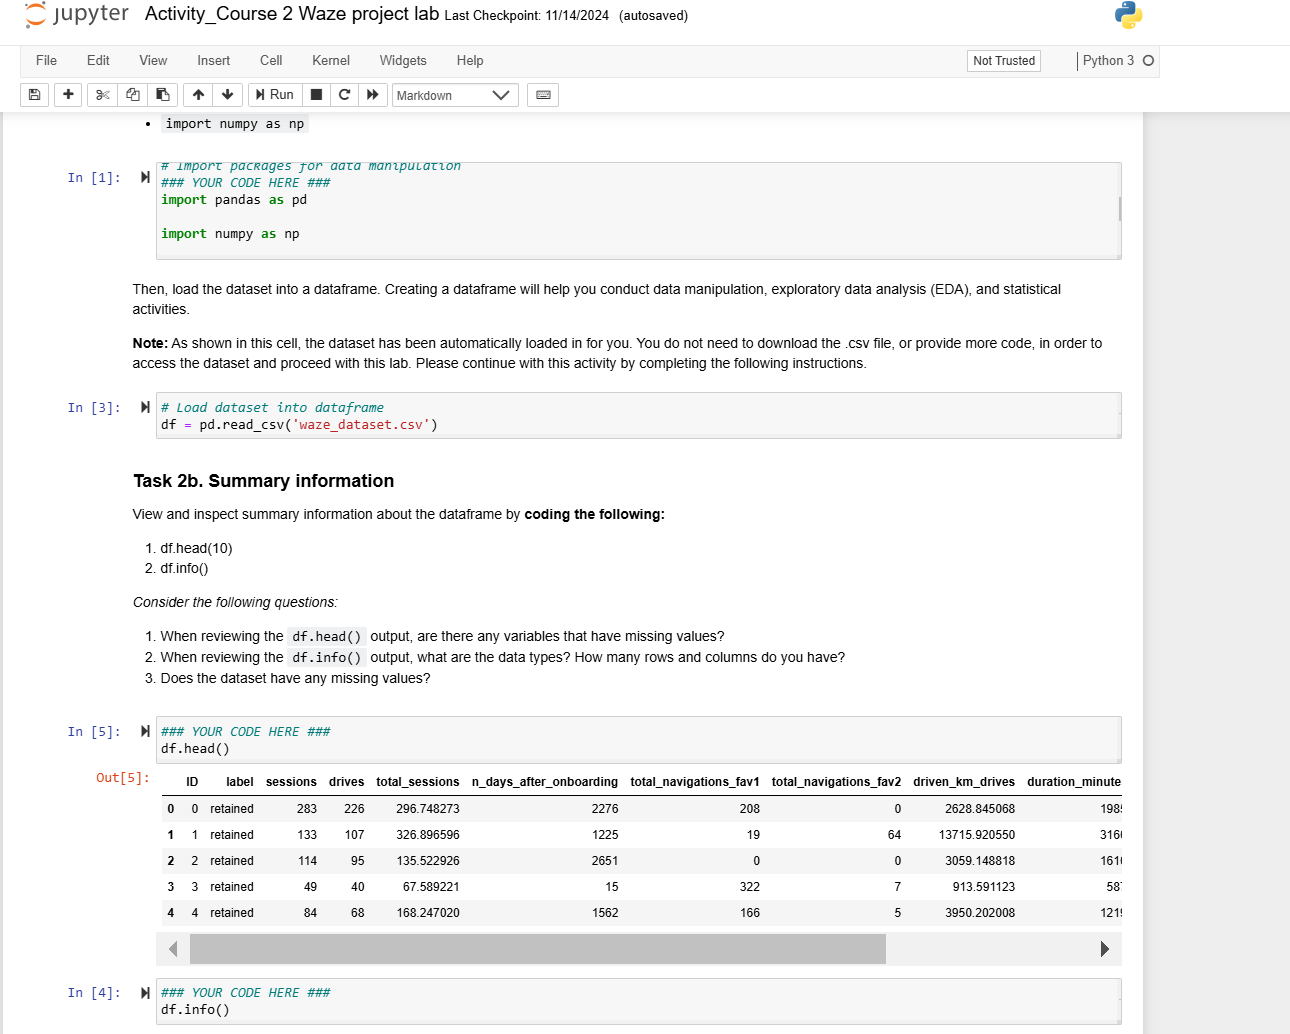 jupyter Activity_Course 2 Waze project lab Last Checkpoint: 11/14/2024 (autosaved)
File Edit View Insert Cell Kernel Widgets Help Not Trusted Python 3
Run Markdown
import numpy as np
In [1]: # Import packages for data manipulation
### YOUR CODE HERE ###
import pandas as pd
import numpy as np
Then, load the dataset into a dataframe. Creating a dataframe will help you conduct data manipulation, exploratory data analysis (EDA), and statistical
activities.
Note: As shown in this cell, the dataset has been automatically loaded in for you. You do not need to download the .csv file, or provide more code, in order to
access the dataset and proceed with this lab. Please continue with this activity by completing the following instructions.
In [3]: # Load dataset into dataframe
df = pd.read_csv('waze_dataset.csv')
Task 2b. Summary information
View and inspect summary information about the dataframe by coding the following:
1. df.head(10)
2. df.info()
Consider the following questions:
1. When reviewing the df.head() output, are there any variables that have missing values?
2. When reviewing the df.info() output, what are the data types? How many rows and columns do you have?
3. Does the dataset have any missing values?
In [5]: ### YOUR CODE HERE ###
df.head()
Out[5]: ID label sessions drives total_sessions n_days_after_onboarding total_navigations_fav1 total_navigations_fav2 driven_km_drives duration_minute
0 0 retained 283 226 296.748273 2276 208 0 2628.845068 198
1 1 retained 133 107 326.896596 1225 19 64 13715.920550 316
2 2 retained 114 95 135.522926 2651 0 0 3059.148818 161
3 3 retained 49 40 67.589221 15 322 7 913.591123 58
4 4 retained 84 68 168.247020 1562 166 5 3950.202008 121
In [4]: ### YOUR CODE HERE ###
df.info()